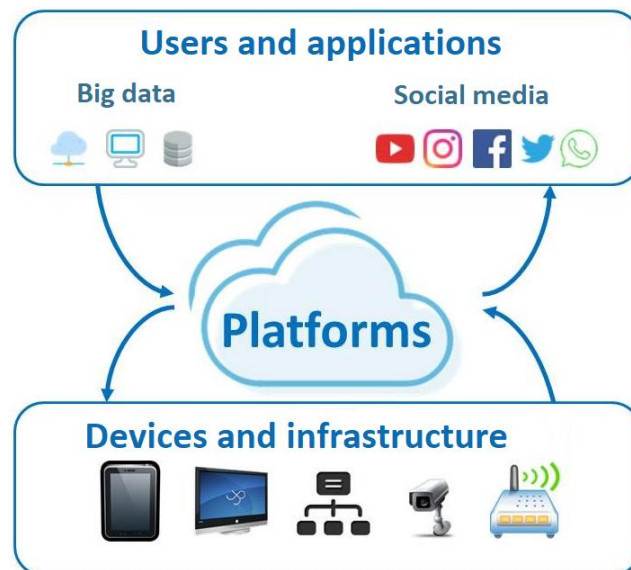 Users and applications
Big data
Social media
Platforms
Devices and infrastructure